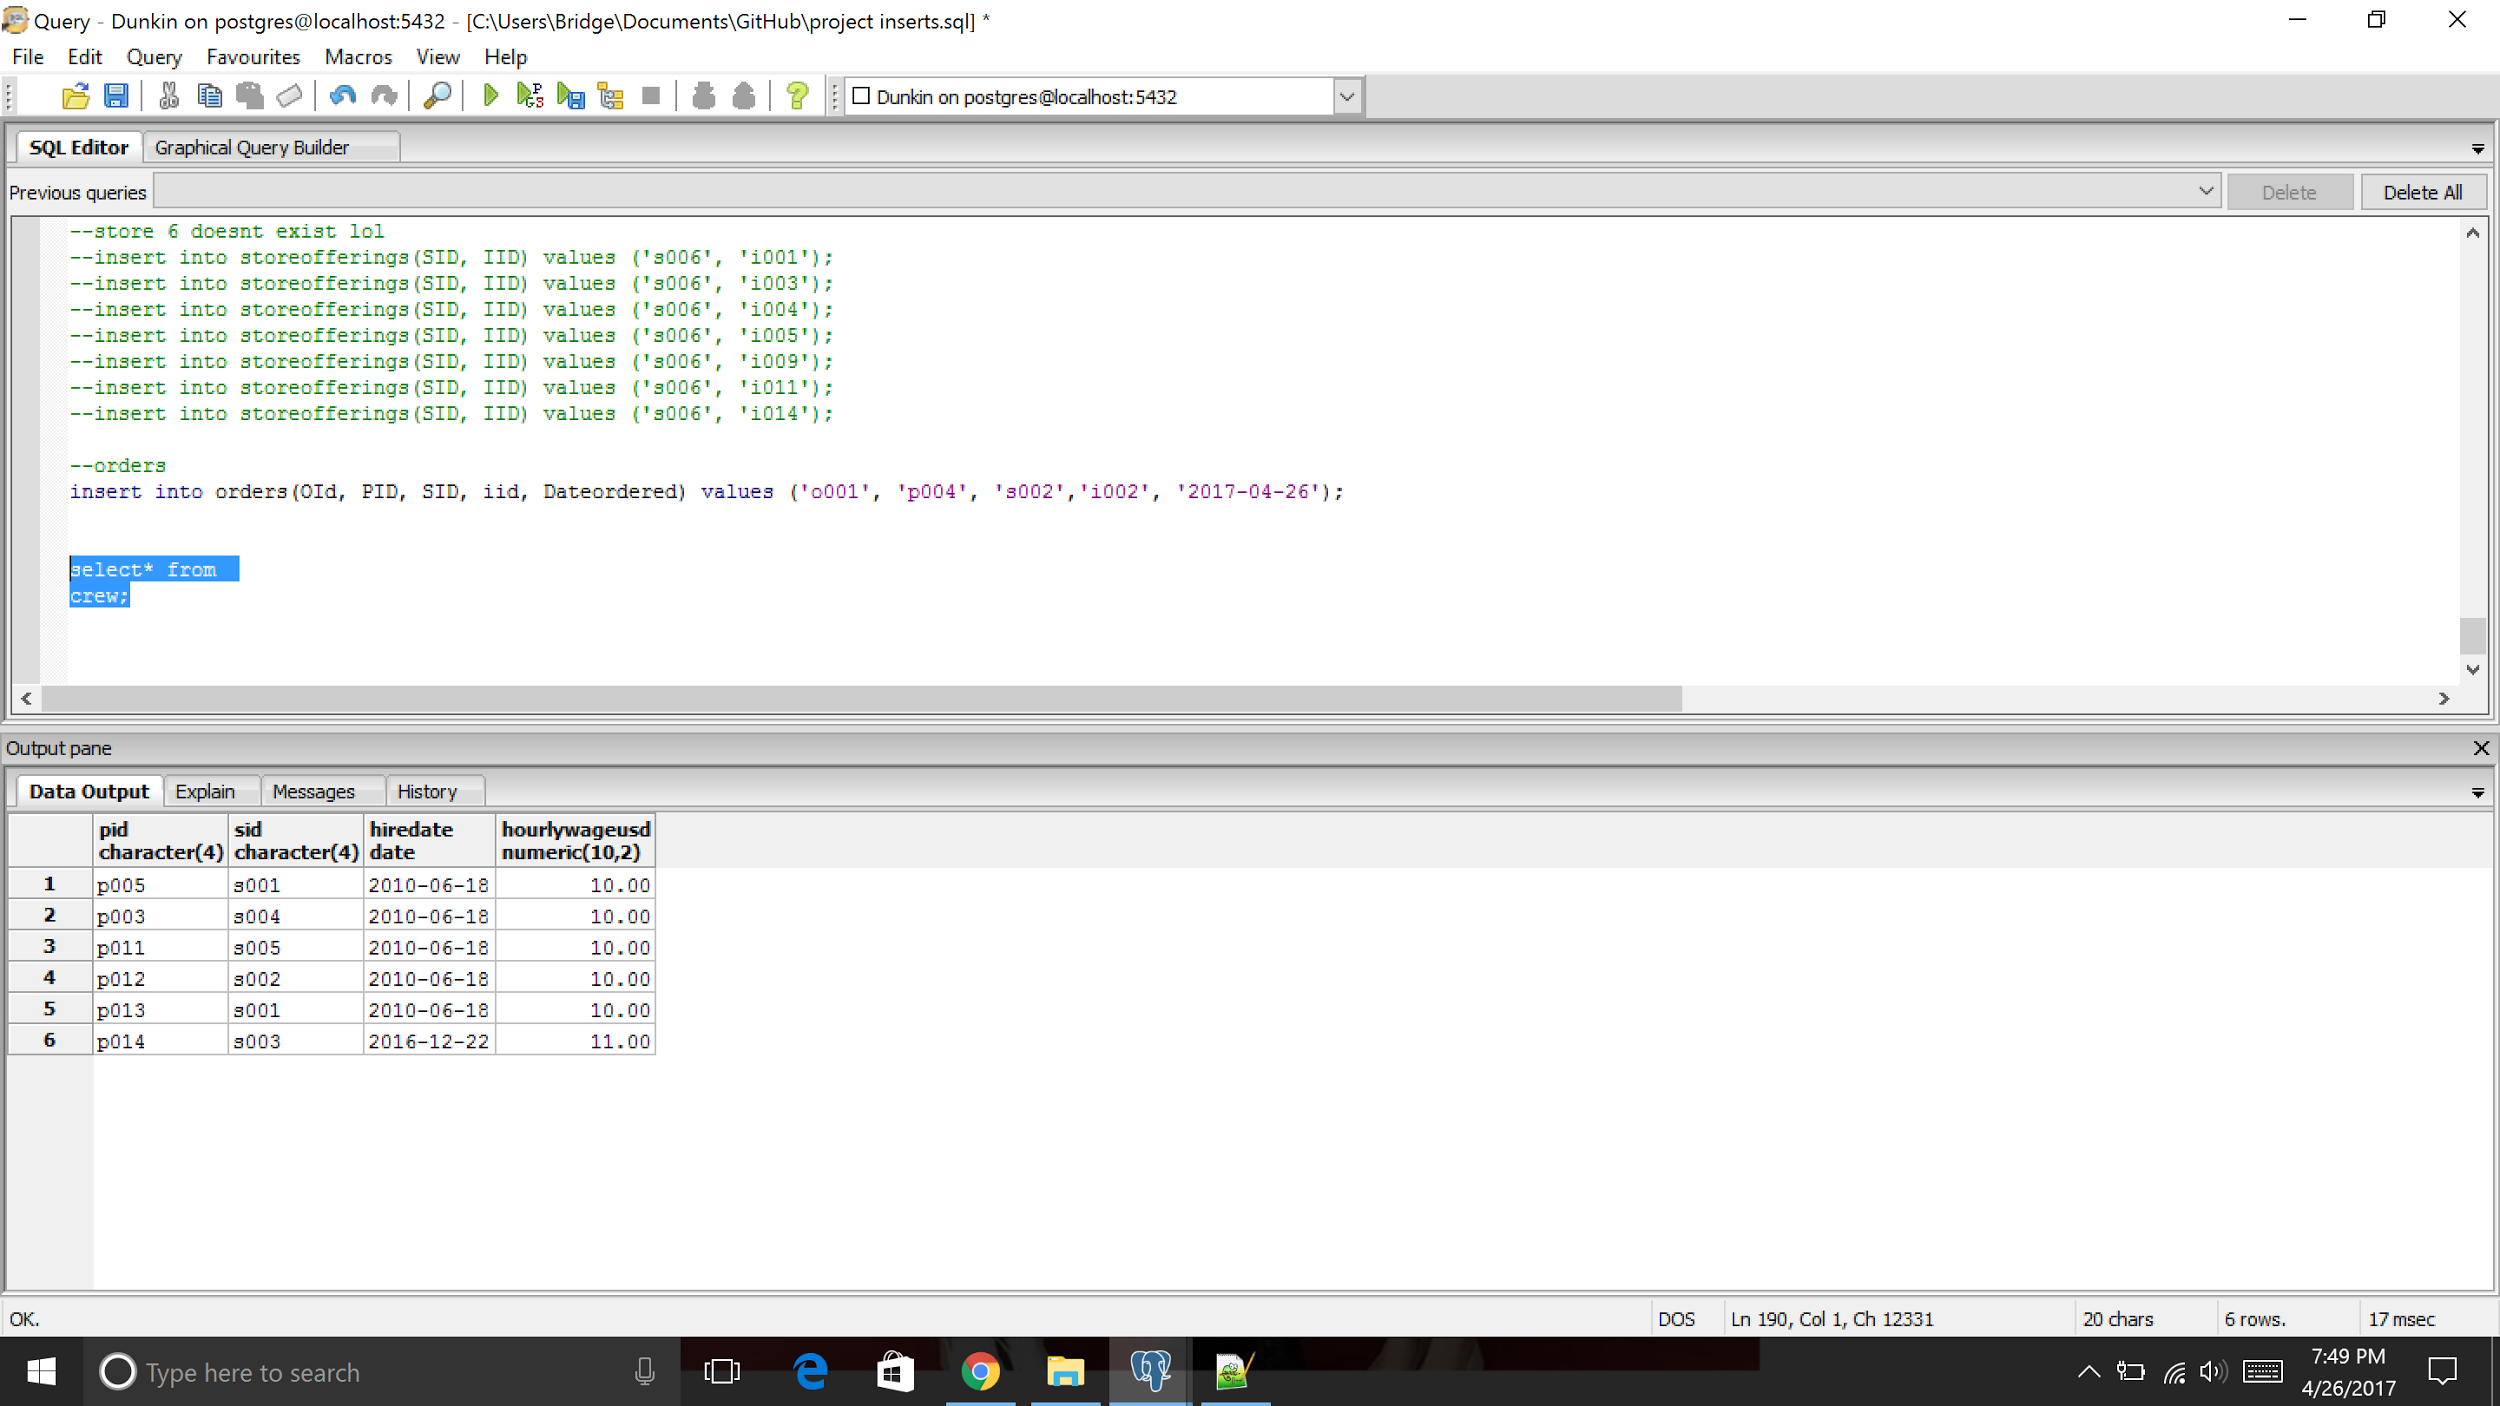 Query - Dunkin on postgres@localhost:5432 - [C:\Users\Bridge\Documents\GitHub\project inserts.sql] *
File Edit Query Favourites Macros View Help
Dunkin on postgres@localhost:5432
SQL Editor Graphical Query Builder
Previous queries Delete Delete All
--store 6 doesnt exist lol
--insert into storeofferings(SID, IID) values ('s006', 'i001');
--insert into storeofferings(SID, IID) values ('s006', 'i003');
--insert into storeofferings(SID, IID) values ('s006', 'i004');
--insert into storeofferings(SID, IID) values ('s006', 'i005');
--insert into storeofferings(SID, IID) values ('s006', 'i009');
--insert into storeofferings(SID, IID) values ('s006', 'i011');
--insert into storeofferings(SID, IID) values ('s006', 'i014');
--orders
insert into orders(OId, PID, SID, iid, Dateordered) values ('o001', 'p004', 's002','i002', '2017-04-26');
select* from
crew;
Output pane
Data Output Explain Messages History
pid sid hiredate hourlywageusd
character(4) character(4) date numeric(10,2)
1 p005 s001 2010-06-18 10.00
2 p003 s004 2010-06-18 10.00
3 p011 s005 2010-06-18 10.00
4 p012 s002 2010-06-18 10.00
5 p013 s001 2010-06-18 10.00
6 p014 s003 2016-12-22 11.00
OK. DOS Ln 190, Col 1, Ch 12331 20 chars 6 rows. 17 msec
Type here to search
7:49 PM
4/26/2017